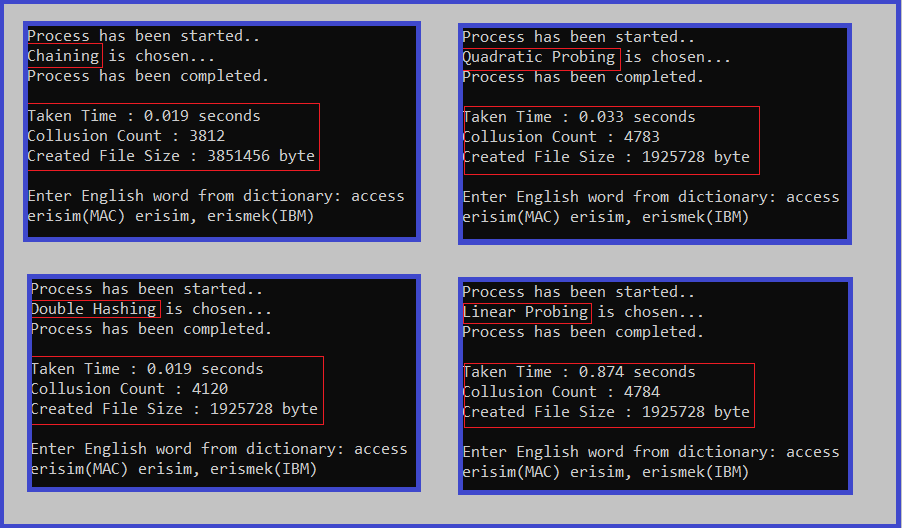 Process has been started..
Chaining is chosen...
Process has been completed.
Taken Time : 0.019 seconds
Collusion Count : 3812
Created File Size : 3851456 byte
Enter English word from dictionary: access
erisim(MAC) erisim, erismek(IBM)
Process has been started..
Quadratic Probing is chosen...
Process has been completed.
Taken Time : 0.033 seconds
Collusion Count : 4783
Created File Size : 1925728 byte
Enter English word from dictionary: access
erisim(MAC) erisim, erismek(IBM)
Process has been started..
Double Hashing is chosen...
Process has been completed.
Taken Time : 0.019 seconds
Collusion Count : 4120
Created File Size : 1925728 byte
Enter English word from dictionary: access
erisim(MAC) erisim, erismek(IBM)
Process has been started..
Linear Probing is chosen...
Process has been completed.
Taken Time : 0.874 seconds
Collusion Count : 4784
Created File Size : 1925728 byte
Enter English word from dictionary: access
erisim(MAC) erisim, erismek(IBM)